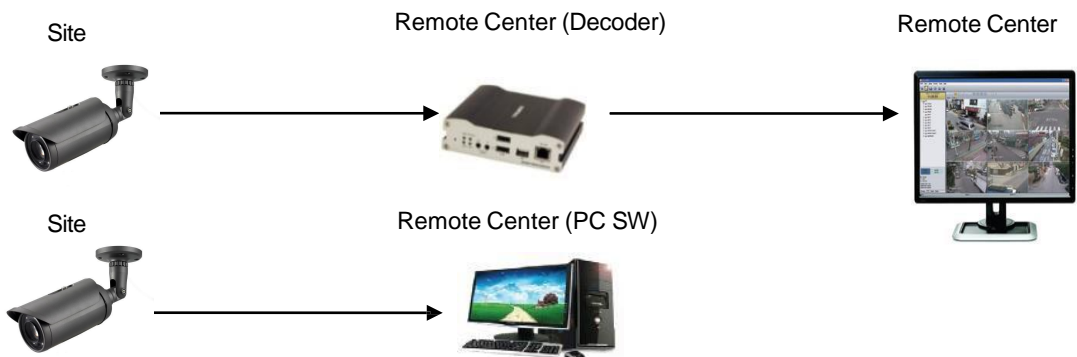 Site
Remote Center (Decoder)
Remote Center
Site
Remote Center (PC SW)